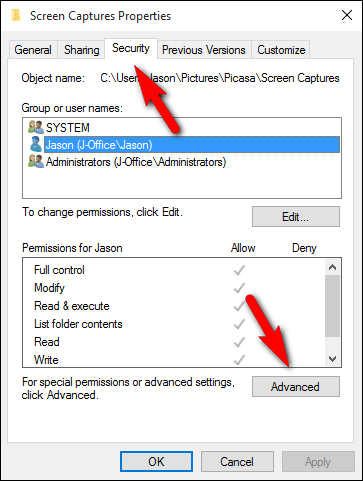 Screen Captures Properties
General Sharing Security Previous Versions Customize
Object name: C:\Users\Jason\Pictures\Picasa\Screen Captures
Group or user names:
SYSTEM
Jason (J-Office\Jason)
Administrators (J-Office\Administrators)
To change permissions, click Edit.
Edit...
Permissions for Jason Allow Deny
Full control
Modify
Read & execute
List folder contents
Read
Write
For special permissions or advanced settings,
click Advanced.
Advanced
OK Cancel Apply